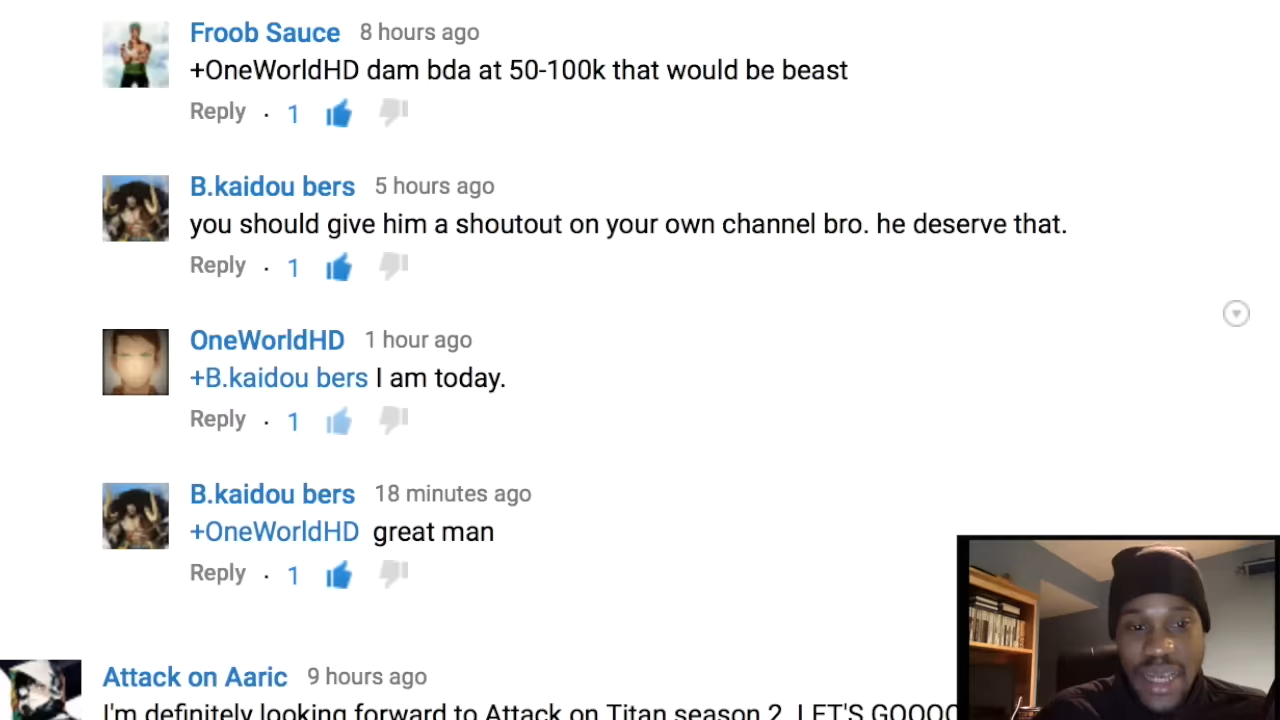 Froob Sauce 8 hours ago
+OneWorldHD dam bda at 50-100k that would be beast
Reply · 1
B.kaidou bers 5 hours ago
you should give him a shoutout on your own channel bro. he deserve that.
Reply · 1
OneWorldHD 1 hour ago
+B.kaidou bers I am today.
Reply · 1
B.kaidou bers 18 minutes ago
+OneWorldHD great man
Reply · 1
Attack on Aaric 9 hours ago
I'm definitely looking forward to Attack on Titan season 2. LET'S GOOOO